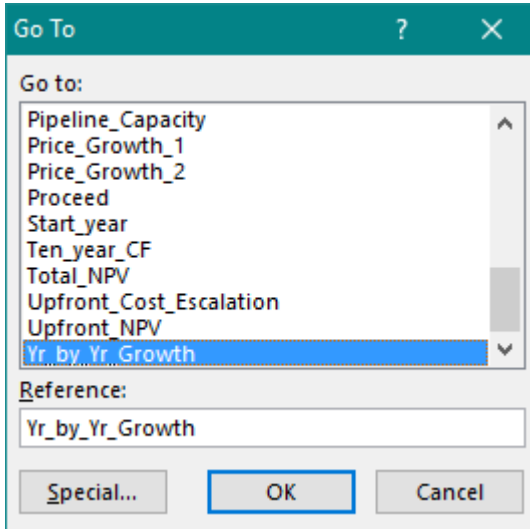 Go To
?
Go to:
Pipeline_Capacity
Price_Growth_1
Price_Growth_2
Proceed
Start_year
Ten_year_CF
Total_NPV
Upfront_Cost_Escalation
Upfront_NPV
Yr_by_Yr_Growth
Reference:
Yr_by_Yr_Growth
Special... OK Cancel